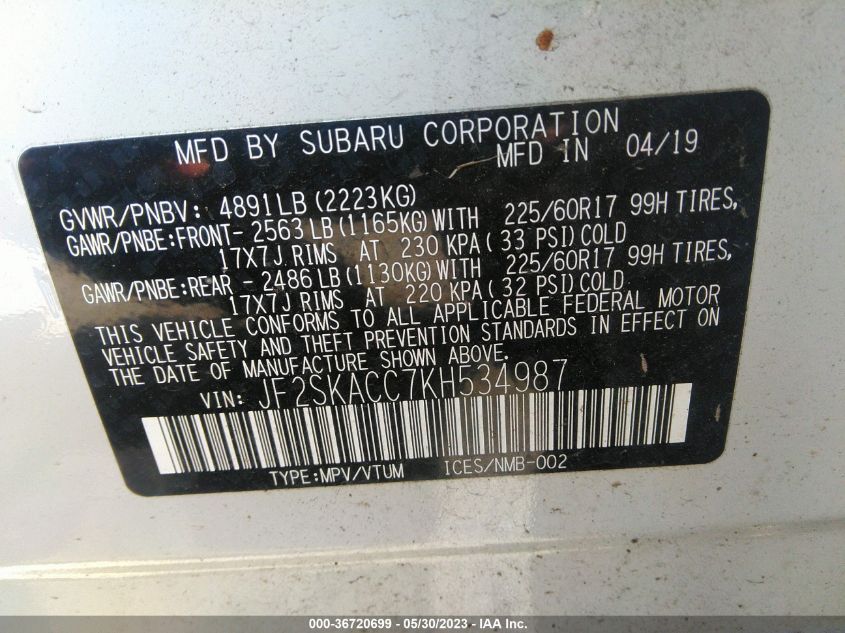 MFD BY SUBARU CORPORATION
MFD IN 04/19
GVWR/PNBV: 4891LB (2223KG)
GAWR/PNBE:FRONT- 2563LB (1165KG) WITH 225/60R17 99H TIRES,
17X7J RIMS AT 230 KPA( 33 PSI) COLD
GAWR/PNBE:REAR - 2486LB (1130KG) WITH 225/60R17 99H TIRES,
17X7J RIMS AT 220 KPA( 32 PSI) COLD
THIS VEHICLE CONFORMS TO ALL APPLICABLE FEDERAL MOTOR
VEHICLE SAFETY AND THEFT PREVENTION STANDARDS IN EFFECT ON
THE DATE OF MANUFACTURE SHOWN ABOVE.
VIN: JF2SKACC7KH534987
TYPE:MPV/VTUM ICES/NMB-002
000-36720699 — 05/30/2023 — © IAA, Inc.